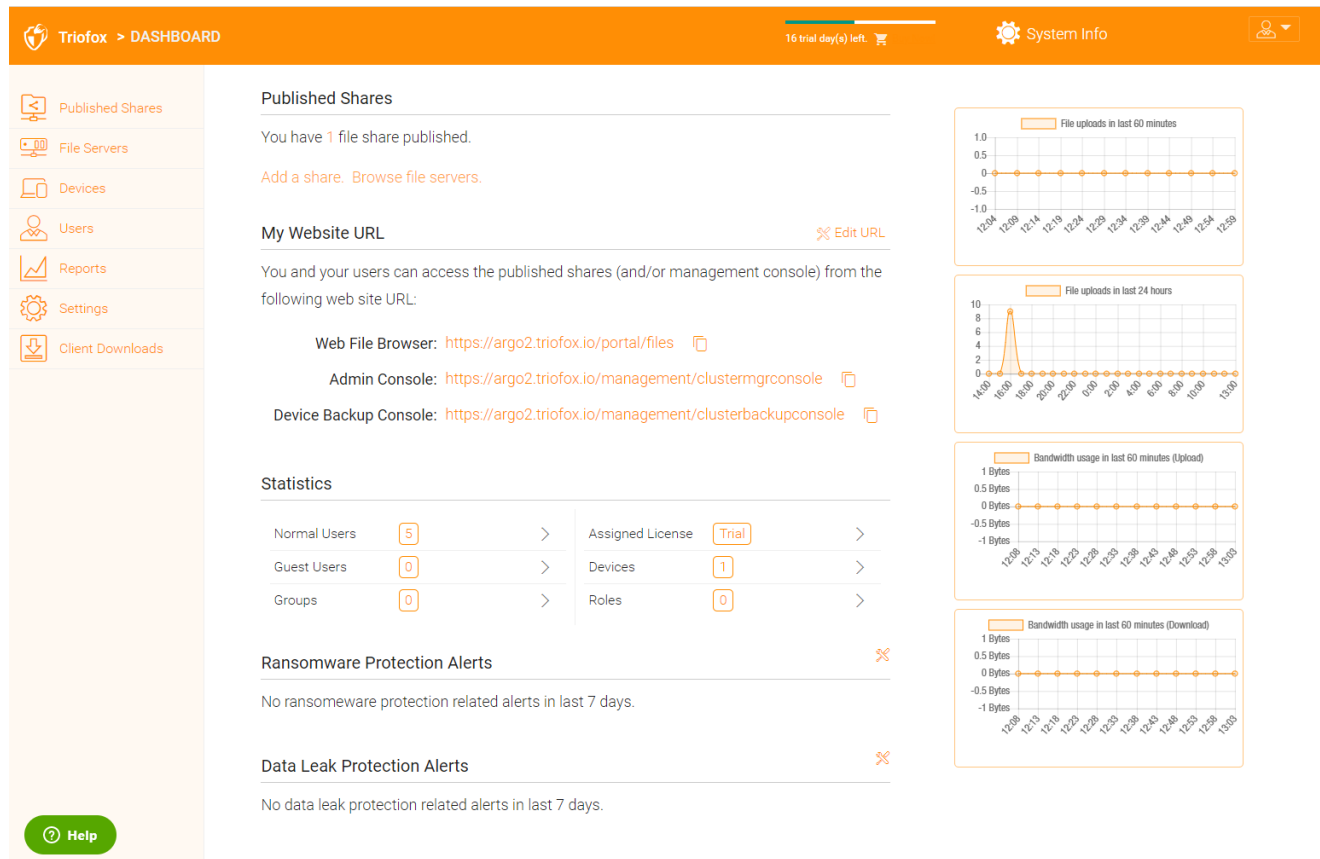 Triofox > DASHBOARD
16 trial day(s) left.
System Info
Published Shares
File Servers
Devices
Users
Reports
Settings
Client Downloads
Help
Published Shares
You have 1 file share published.
Add a share. Browse file servers.
My Website URL
Edit URL
You and your users can access the published shares (and/or management console) from the
following web site URL:
Web File Browser: https://argo2.triofox.io/portal/files
Admin Console: https://argo2.triofox.io/management/clustermgrconsole
Device Backup Console: https://argo2.triofox.io/management/clusterbackupconsole
Statistics
Normal Users 5
Assigned License Trial
Guest Users 0
Devices 1
Groups 0
Roles 0
Ransomware Protection Alerts
No ransomeware protection related alerts in last 7 days.
Data Leak Protection Alerts
No data leak protection related alerts in last 7 days.
File uploads in last 60 minutes
1.0
0.5
0
-0.5
-1.0
12:04 12:09 12:14 12:19 12:24 12:29 12:34 12:39 12:44 12:49 12:54 12:59
File uploads in last 24 hours
10
8
6
4
2
0
14:00 16:00 18:00 20:00 22:00 0:00 2:00 4:00 6:00 8:00 10:00 13:00
Bandwidth usage in last 60 minutes (Upload)
1 Bytes
0.5 Bytes
0 Bytes
-0.5 Bytes
-1 Bytes
12:08 12:13 12:18 12:23 12:28 12:33 12:38 12:43 12:48 12:53 12:58 13:03
Bandwidth usage in last 60 minutes (Download)
1 Bytes
0.5 Bytes
0 Bytes
-0.5 Bytes
-1 Bytes
12:08 12:13 12:18 12:23 12:28 12:33 12:38 12:43 12:48 12:53 12:58 13:03